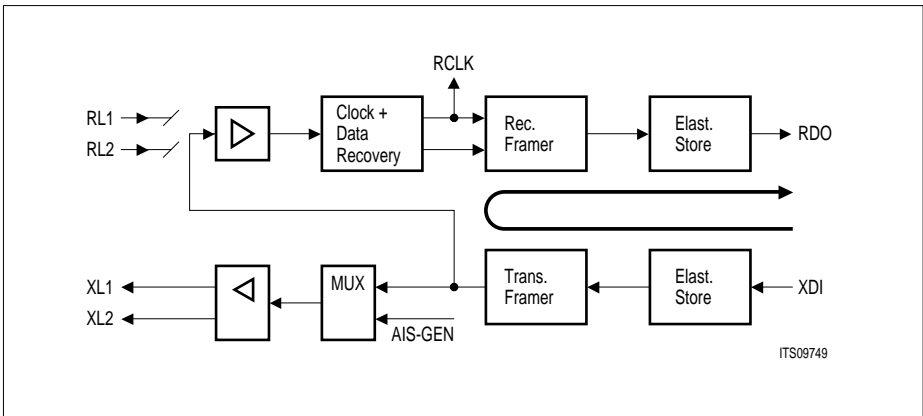 RCLK
RL1
RL2
Clock +
Data
Recovery
Rec.
Framer
Elast.
Store
RDO
XL1
XL2
MUX
AIS-GEN
Trans.
Framer
Elast.
Store
XDI
ITS09749